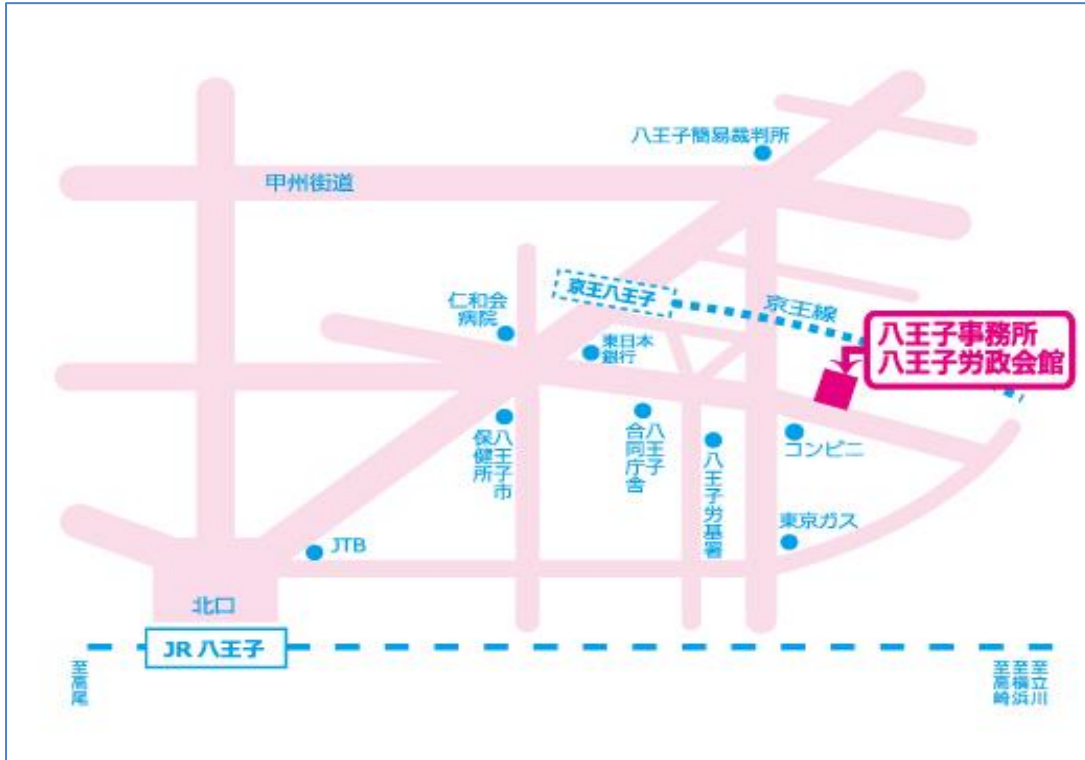 八王子簡易裁判所
甲州街道
京王八王子
京王線
仁和会
病院
東日本
銀行
八王子事務所
八王子労政会館
八王子市
保健所
八王子
合同庁舎
八王子労基署
コンビニ
東京ガス
JTB
北口
JR 八王子
至高尾
至立川
至横浜
至高崎